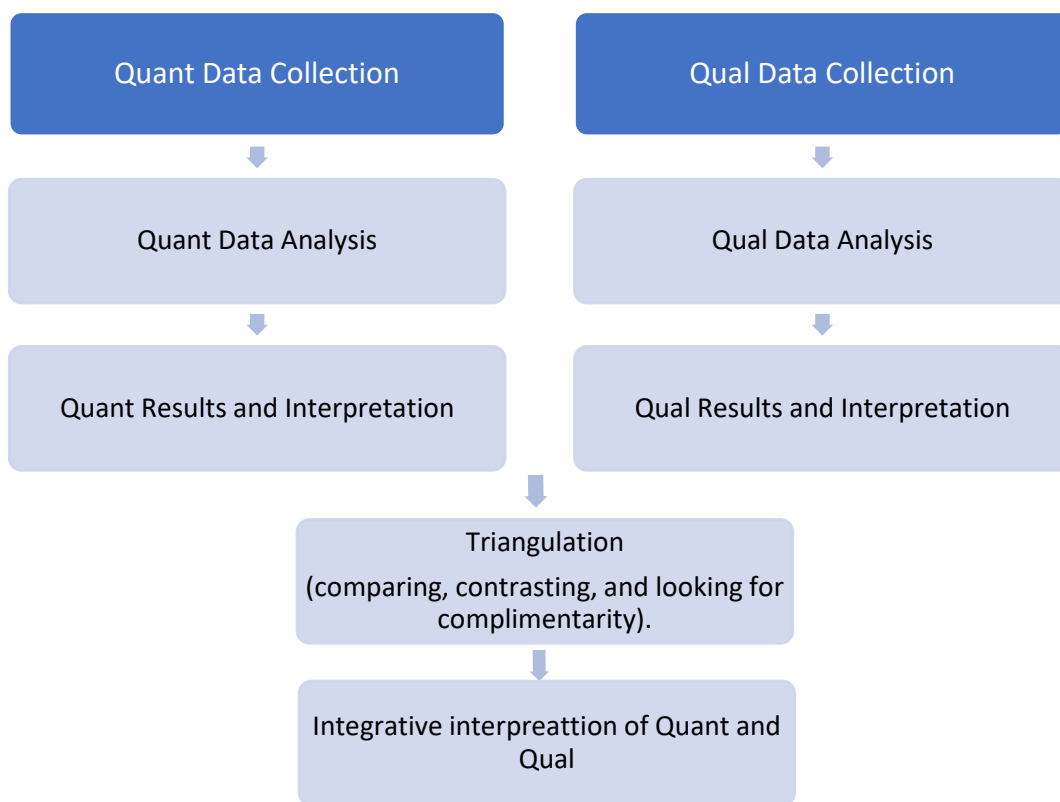 Quant Data Collection
Qual Data Collection
Quant Data Analysis
Qual Data Analysis
Quant Results and Interpretation
Qual Results and Interpretation
Triangulation
(comparing, contrasting, and looking for
complimentarity).
Integrative interpreattion of Quant and
Qual